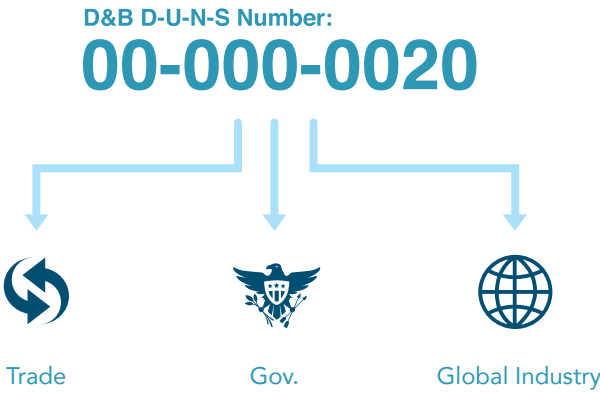 D&B D-U-N-S Number:
00-000-0020
Trade
Gov.
Global Industry